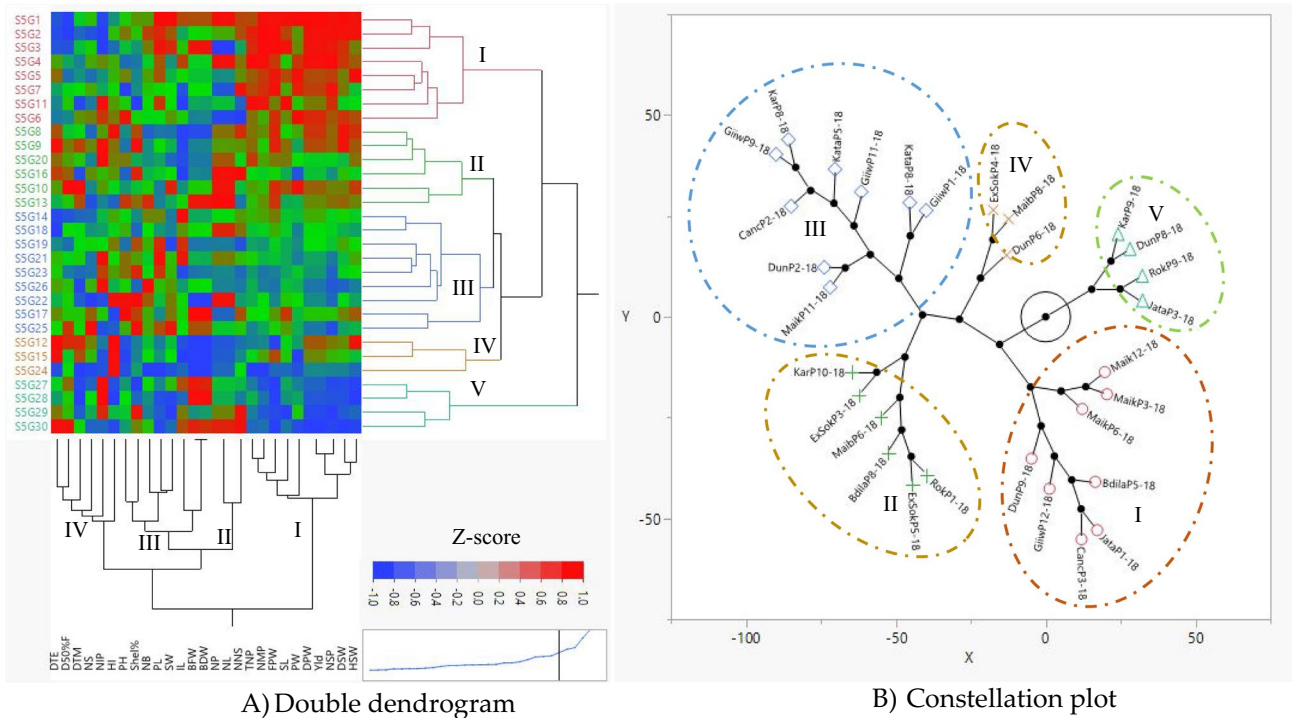 S5G1
S5G2
S5G3
S5G4
S5G5
S5G7
S5G11
S5G6
S5G8
S5G9
S5G20
S5G16
S5G10
S5G13
S5G14
S5G18
S5G19
S5G21
S5G23
S5G26
S5G22
S5G17
S5G25
S5G12
S5G15
S5G24
S5G27
S5G28
S5G29
S5G30
I
II
III
IV
V
IV
III
II
I
DTE
D50%F
DTM
NS
NIP
HI
PH
Shel%
NB
PL
SW
IL
BFW
BDW
NP
NL
NNS
TNP
NMP
FPW
SL
PW
DPW
Yld
NSP
DSW
HSW
Z-score
-1.0
-0.8
-0.6
-0.4
-0.2
0.0
0.2
0.4
0.6
0.8
1.0
A) Double dendrogram
50
0
-50
Y
-100
-50
0
50
X
KarP8-18
GiiwP9-18
KataP5-18
GiiwP11-18
KataP8-18
GiiwP1-18
CancP2-18
III
DunP2-18
MaikP11-18
ExSokP4-18
IV
MaibP8-18
DunP6-18
V
KarP9-18
DunP8-18
RokP9-18
JataP3-18
KarP10-18
ExSokP3-18
MaibP6-18
BdilaP8-18
II
ExSokP5-18
RokP1-18
Maik12-18
MaikP3-18
MaikP6-18
DunP9-18
GiiwP12-18
BdilaP5-18
I
JataP1-18
CancP3-18
B) Constellation plot